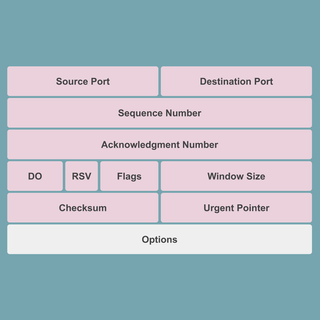 Source Port Destination Port
Sequence Number
Acknowledgment Number
DO RSV Flags Window Size
Checksum Urgent Pointer
Options